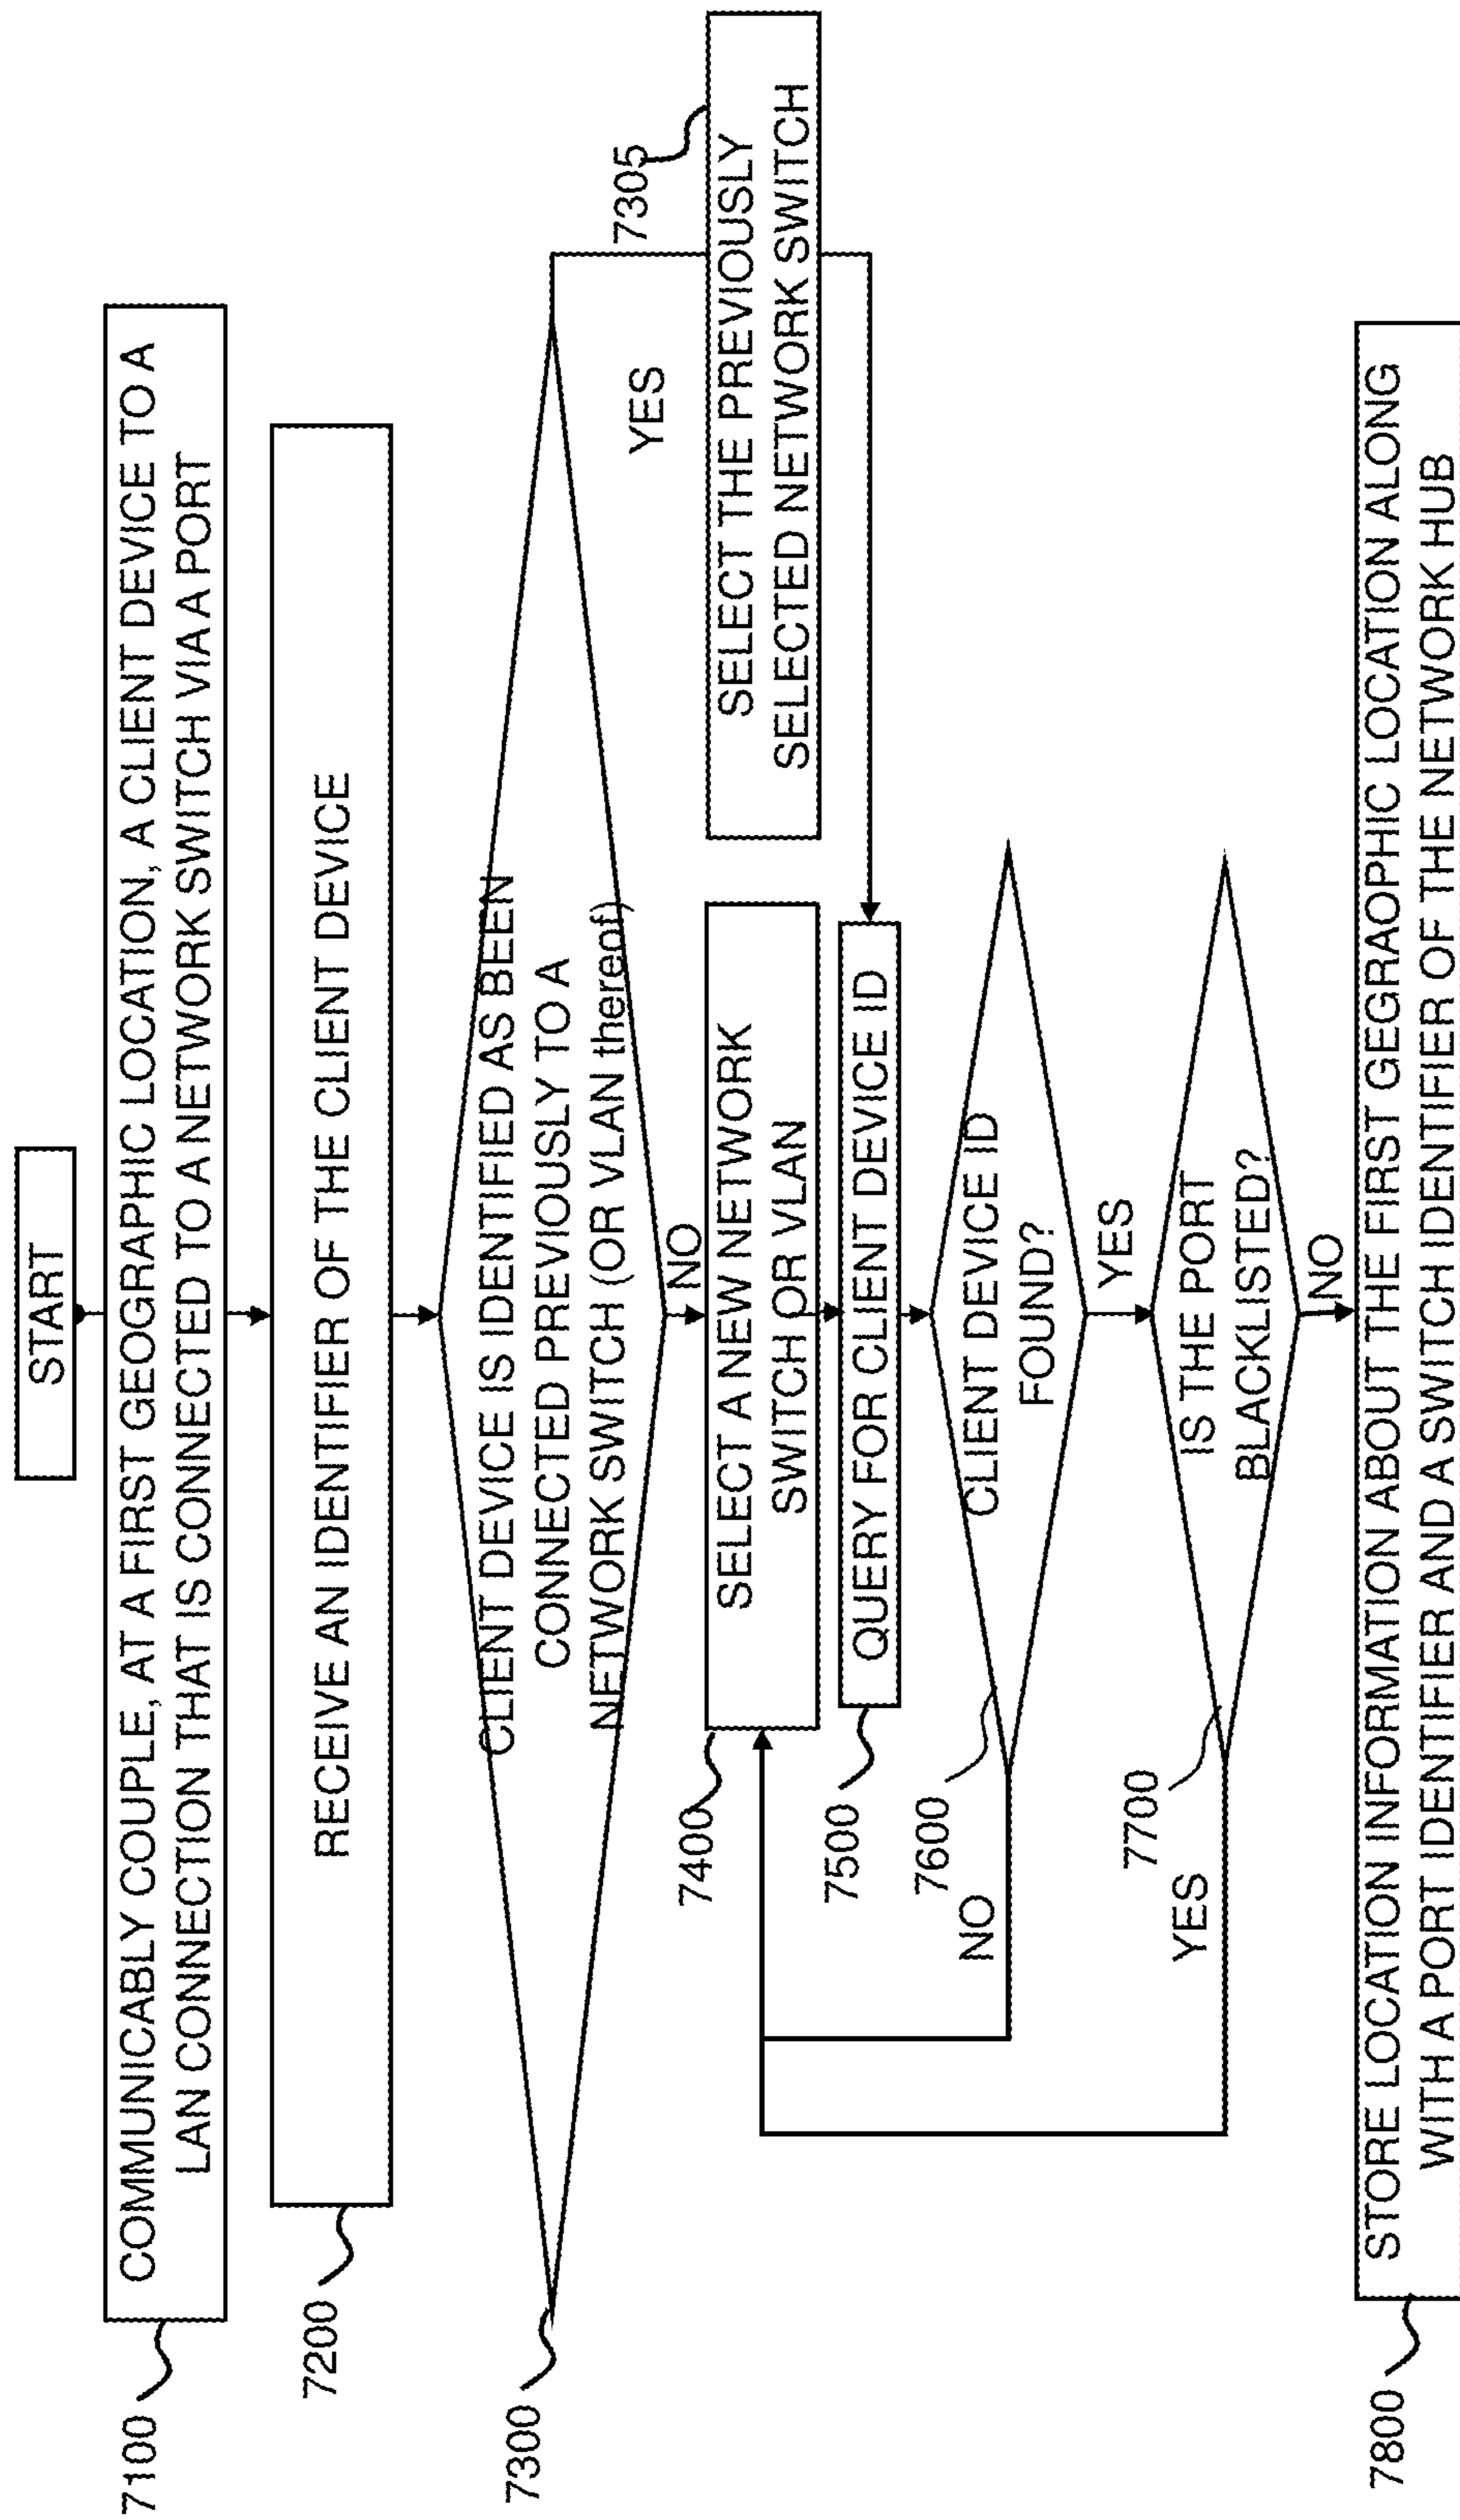 START
7100
COMMUNICABLY COUPLE, AT A FIRST GEOGRAPHIC LOCATION, A CLIENT DEVICE TO A
LAN CONNECTION THAT IS CONNECTED TO A NETWORK SWITCH VIA A PORT
7200
RECEIVE AN IDENTIFIER OF THE CLIENT DEVICE
7300
CLIENT DEVICE IS IDENTIFIED AS BEEN
CONNECTED PREVIOUSLY TO A
NETWORK SWITCH (OR VLAN thereof)
YES
7305
NO
7400
SELECT A NEW NETWORK
SWITCH OR VLAN
SELECT THE PREVIOUSLY
SELECTED NETWORK SWITCH
7500
QUERY FOR CLIENT DEVICE ID
7600
NO
CLIENT DEVICE ID
FOUND?
YES
7700
YES
IS THE PORT
BLACKLISTED?
NO
7800
STORE LOCATION INFORMATION ABOUT THE FIRST GEGRAOPHIC LOCATION ALONG
WITH A PORT IDENTIFIER AND A SWITCH IDENTIFIER OF THE NETWORK HUB